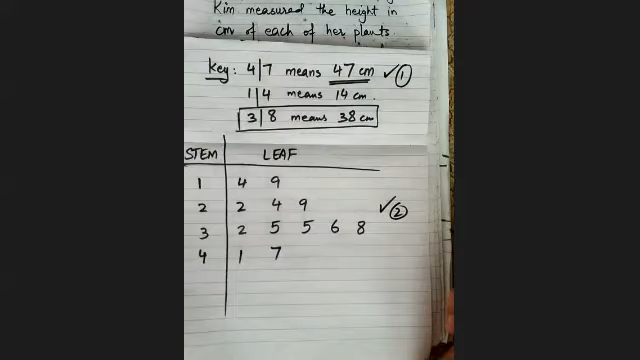 Kim measured the height in
cm of each of her plants
Key: 4|7 means 47 cm ✓①
1|4 means 14 cm.
3|8 means 38 cm
STEM LEAF
1 4 9
2 2 4 9 ✓②
3 2 5 5 6 8
4 1 7